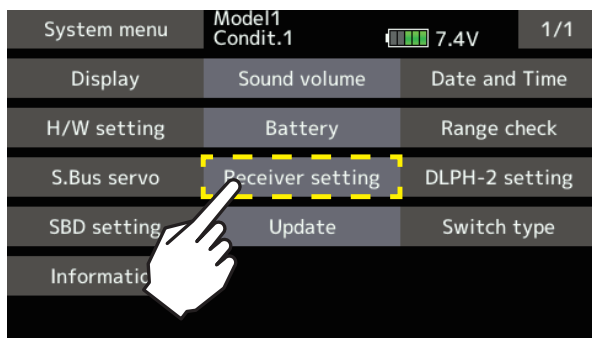 System menu
Model1
Condit.1
7.4V
1/1
Display
Sound volume
Date and Time
H/W setting
Battery
Range check
S.Bus servo
Receiver setting
DLPH-2 setting
SBD setting
Update
Switch type
Informatic